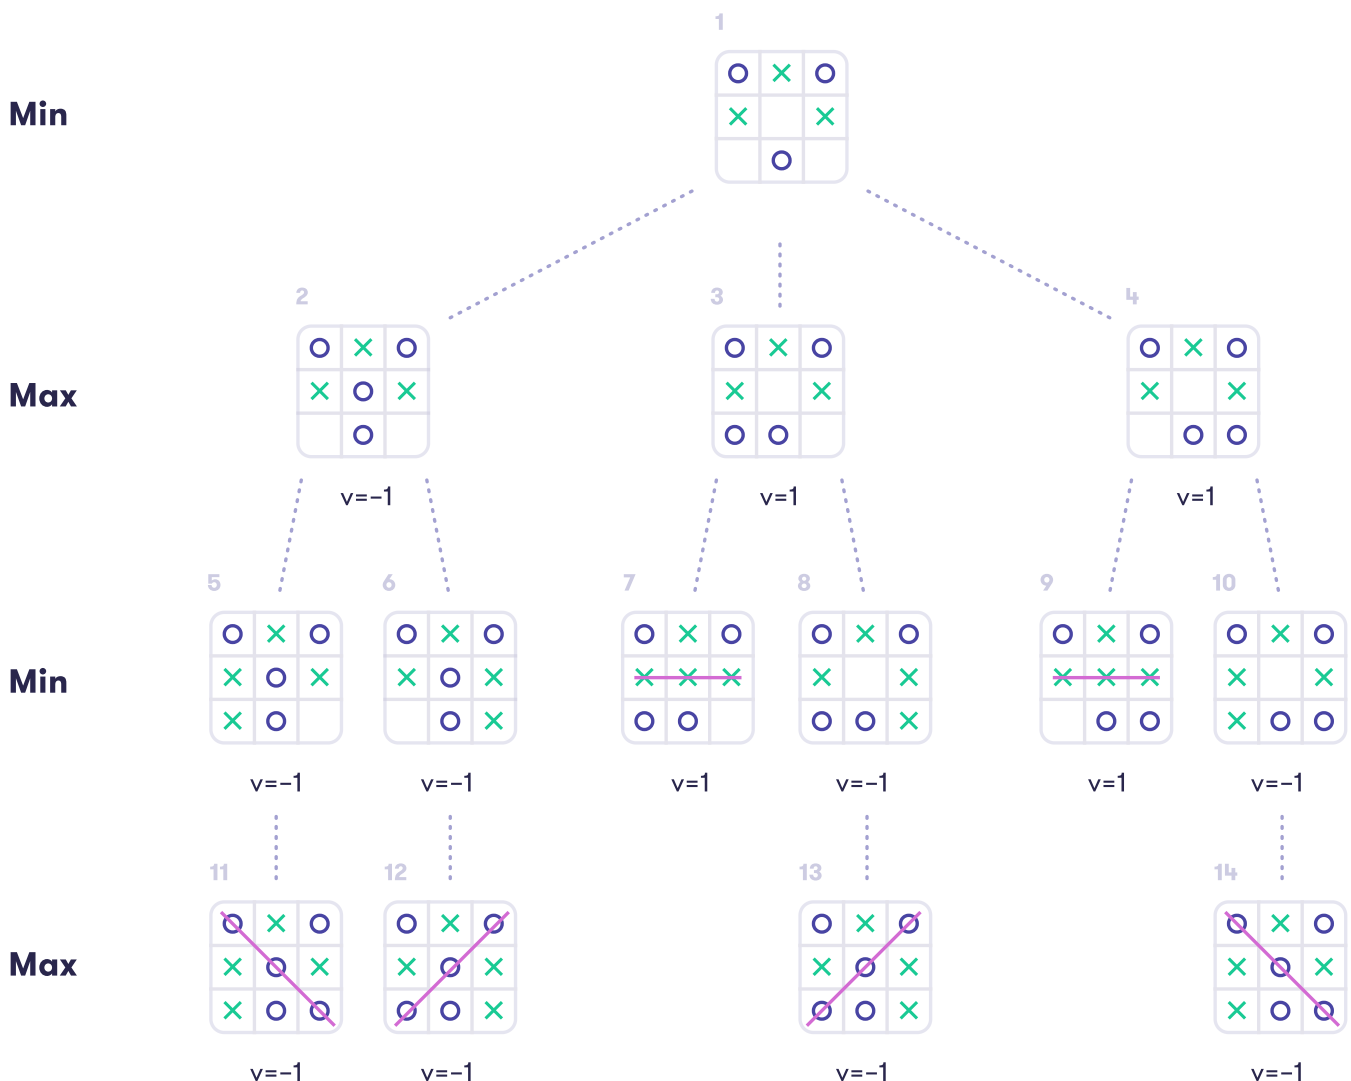 1
Min
2 3 4
Max
v=–1 v=1 v=1
5 6 7 8 9 10
Min
v=–1 v=–1 v=1 v=–1 v=1 v=–1
11 12 13 14
Max
v=–1 v=–1 v=–1 v=–1